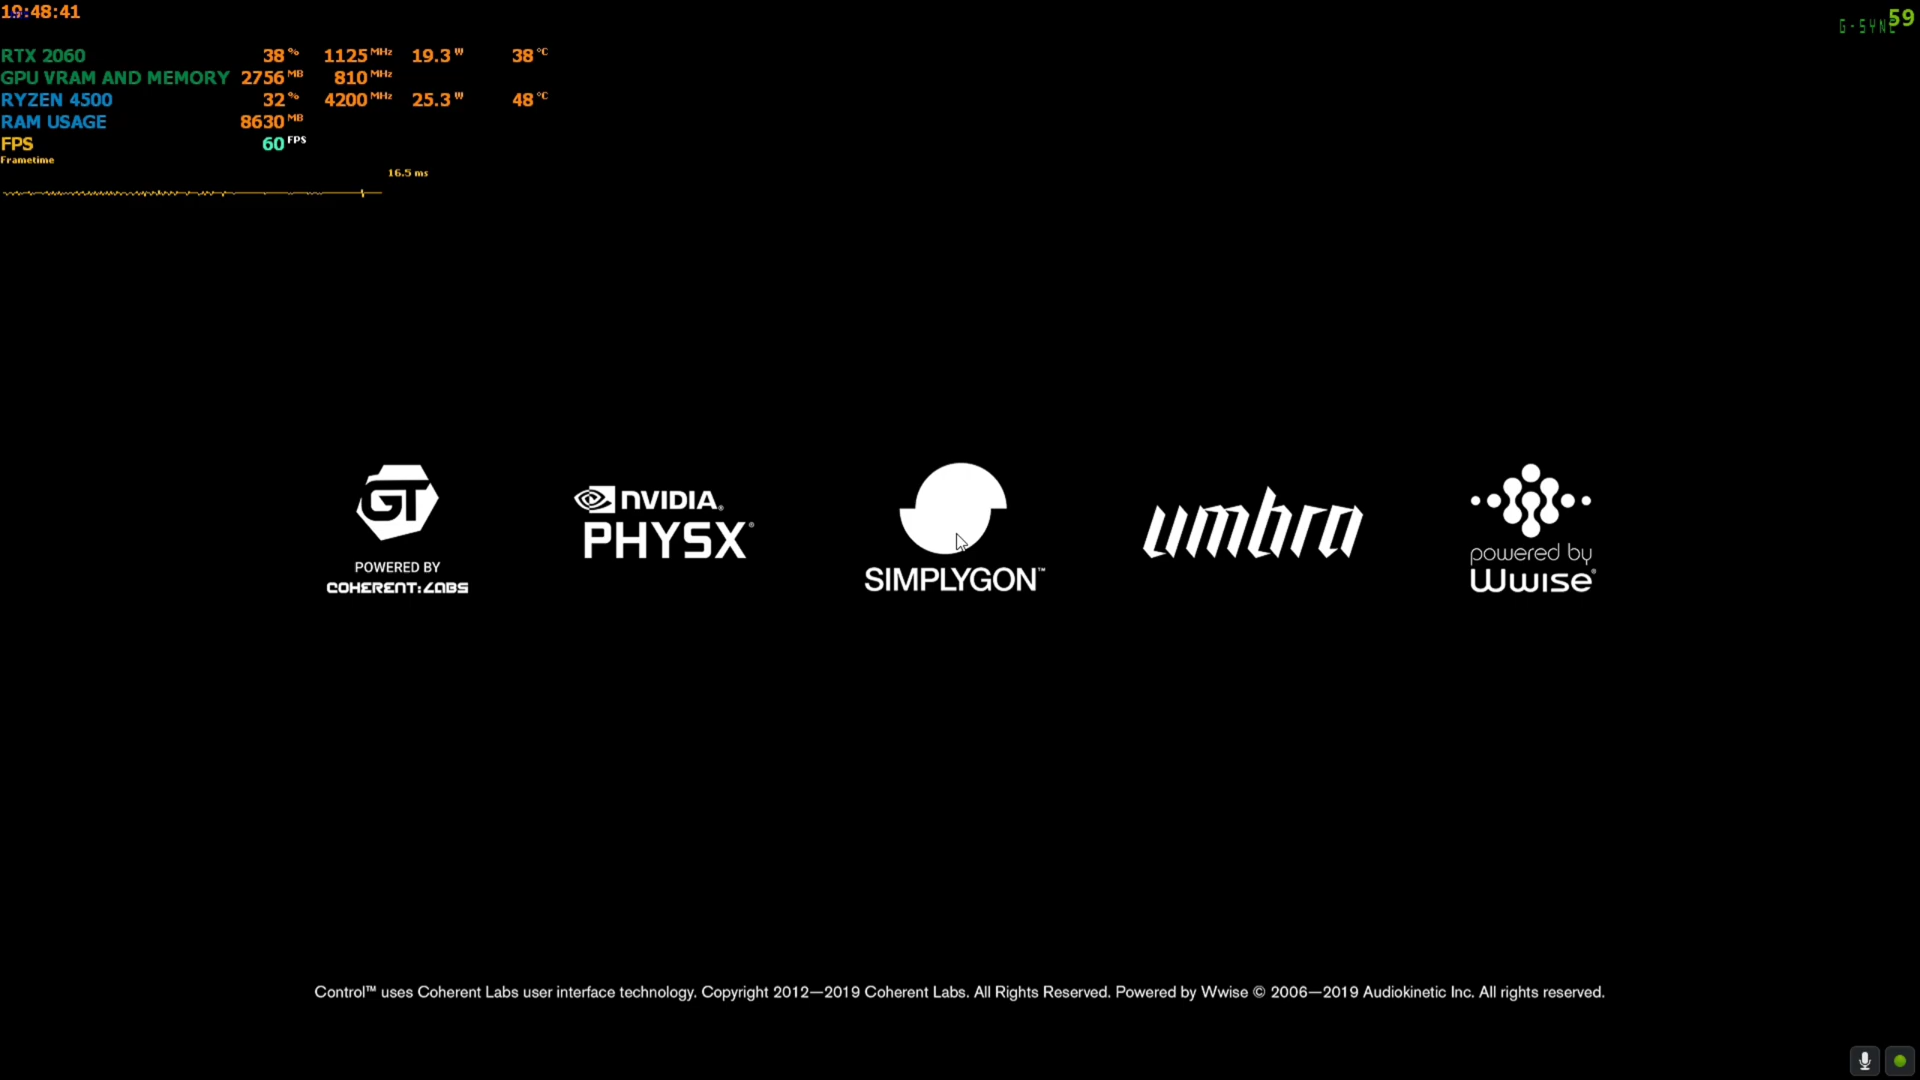 19:48:41
59
G-SYNC
RTX 2060 38 % 1125 MHz 19.3 W 38 °C
GPU VRAM AND MEMORY 2756 MB 810 MHz
RYZEN 4500 32 % 4200 MHz 25.3 W 48 °C
RAM USAGE 8630 MB
FPS 60 FPS
Frametime
16.5 ms
GT
POWERED BY
COHERENT:LABS
NVIDIA®
PHYSX®
SIMPLYGON™
umbra
powered by
Wwise®
Control™ uses Coherent Labs user interface technology. Copyright 2012—2019 Coherent Labs. All Rights Reserved. Powered by Wwise © 2006—2019 Audiokinetic Inc. All rights reserved.